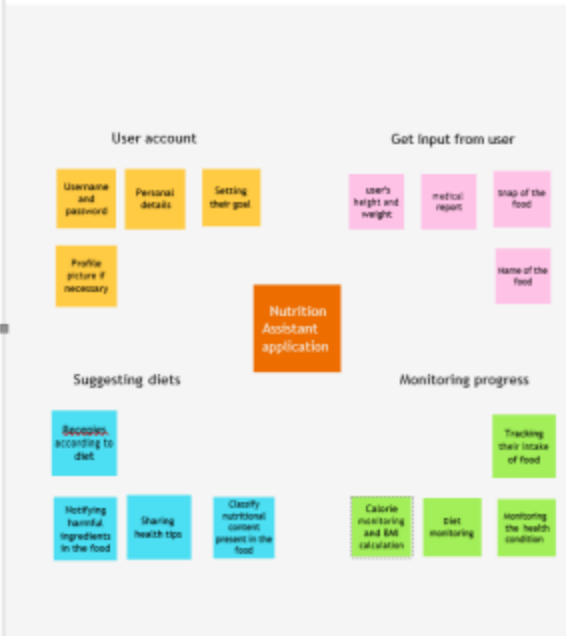 User account
Username
and
password
Personal
details
Setting
their goal
Profile
picture if
necessary
Get input from user
user's
height and
weight
medical
report
Snap of the
food
Name of the
food
Nutrition
Assistant
application
Suggesting diets
according to
diet
Notifying
harmful
ingredients
in the food
Sharing
health tips
Classify
nutritional
content
present in the
food
Monitoring progress
Tracking
their intake
of food
Calorie
monitoring
and BMI
calculation
Diet
monitoring
Monitoring
the health
condition